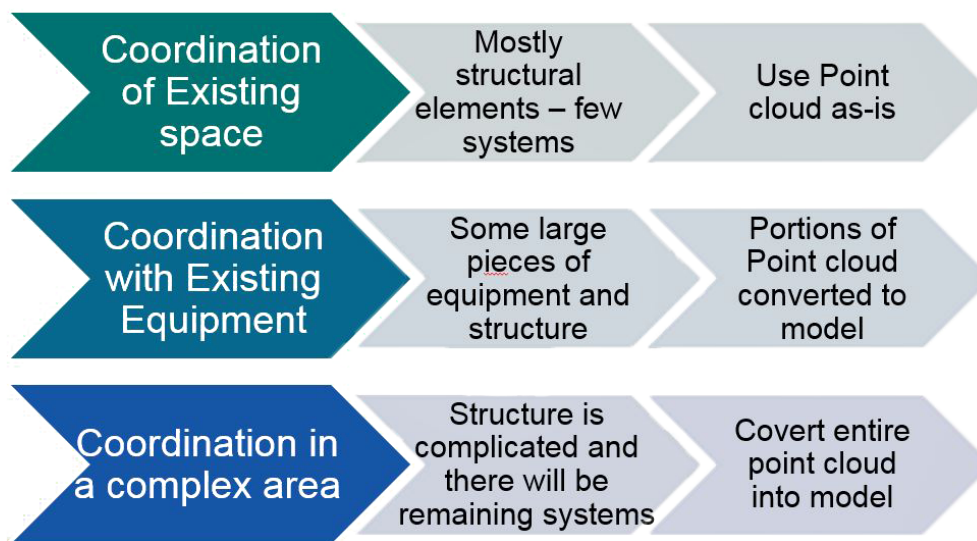 Coordination
of Existing
space
Mostly
structural
elements – few
systems
Use Point
cloud as-is
Coordination
with Existing
Equipment
Some large
pieces of
equipment and
structure
Portions of
Point cloud
converted to
model
Coordination in
a complex area
Structure is
complicated and
there will be
remaining systems
Covert entire
point cloud
into model